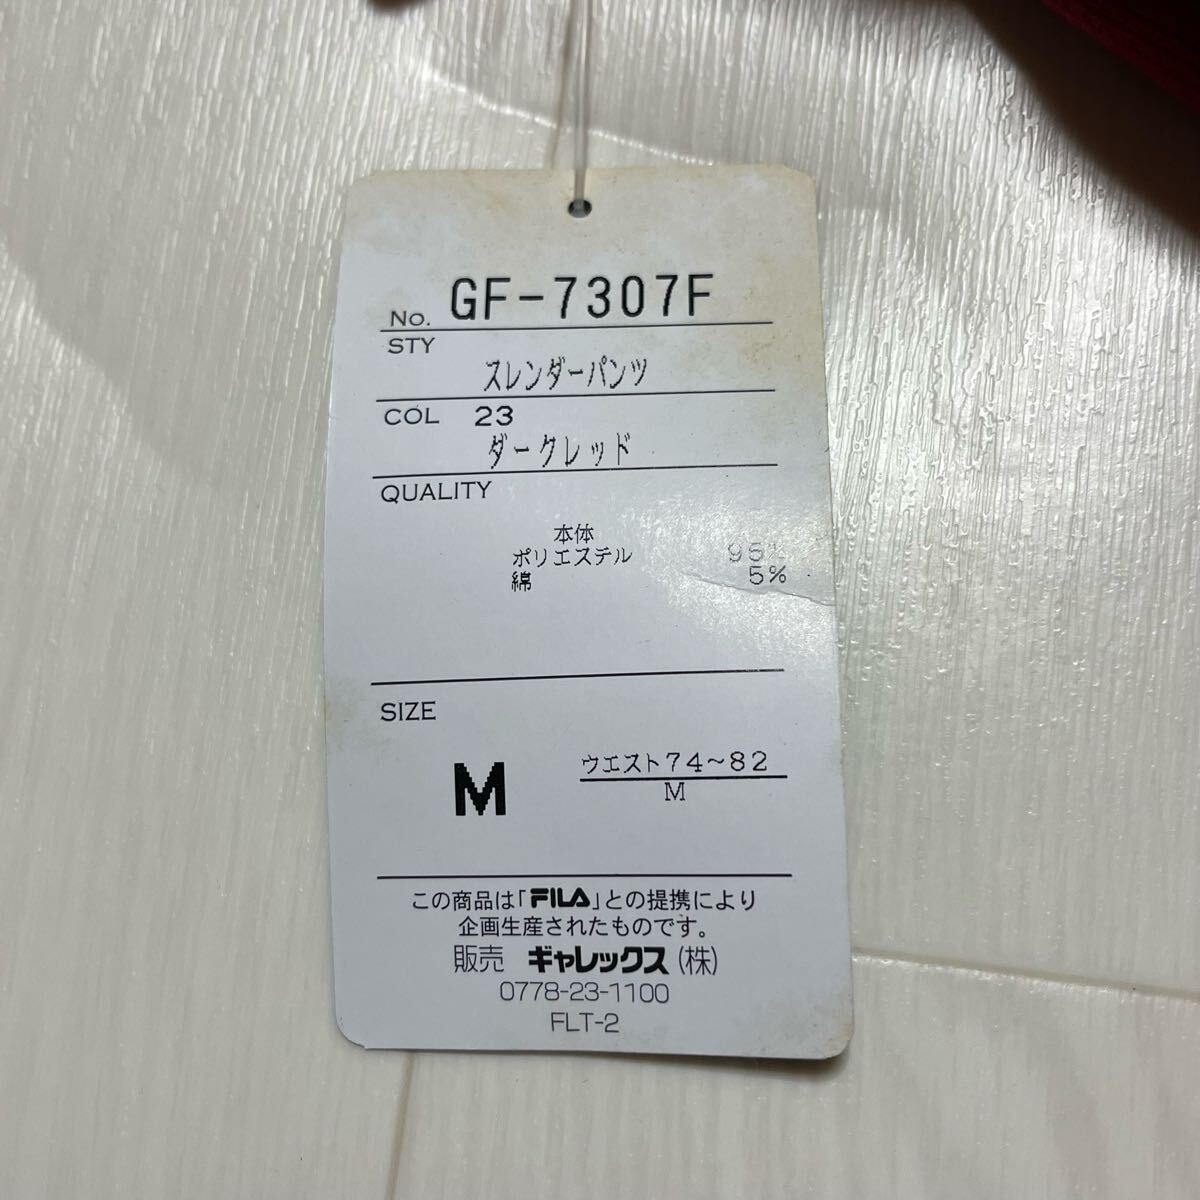 No. GF-7307F
STY
スレンダーパンツ
COL 23
ダークレッド
QUALITY
本体
ポリエステル 95%
綿 5%
SIZE
M ウエスト74~82
M
この商品は「FILA」との提携により
企画生産されたものです。
販売 ギャレックス(株)
0778-23-1100
FLT-2